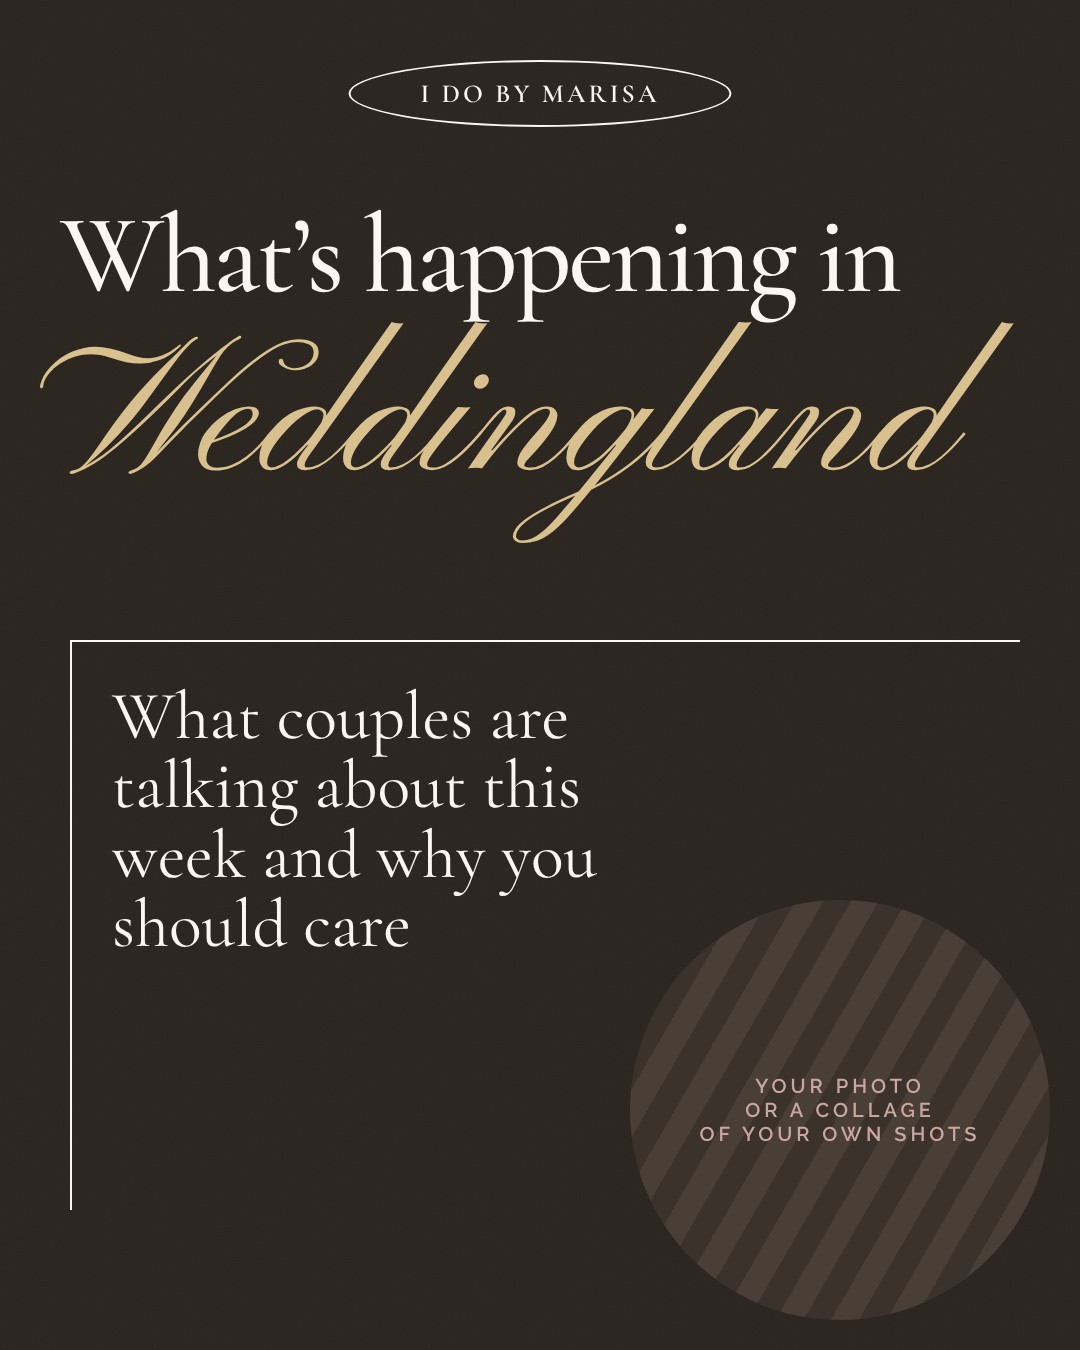 I DO BY MARISA
What’s happening in
Weddingland
What couples are
talking about this
week and why you
should care
YOUR PHOTO
OR A COLLAGE
OF YOUR OWN SHOTS